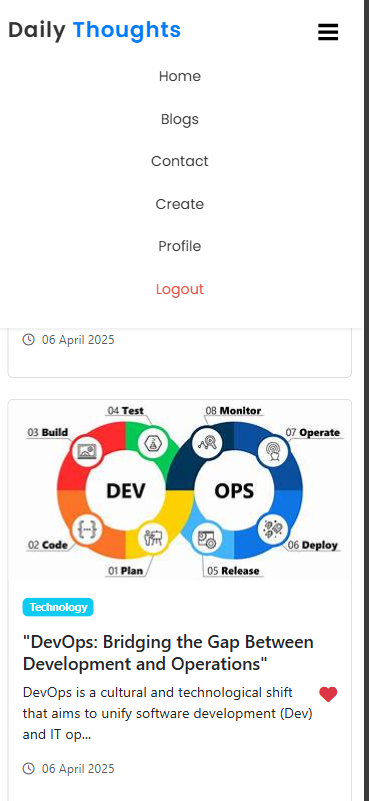 Daily Thoughts
Home
Blogs
Contact
Create
Profile
Logout
06 April 2025
04 Test
08 Monitor
03 Build
07 Operate
DEV
OPS
02 Code
06 Deploy
01 Plan
05 Release
Technology
"DevOps: Bridging the Gap Between
Development and Operations"
DevOps is a cultural and technological shift
that aims to unify software development (Dev)
and IT op...
06 April 2025